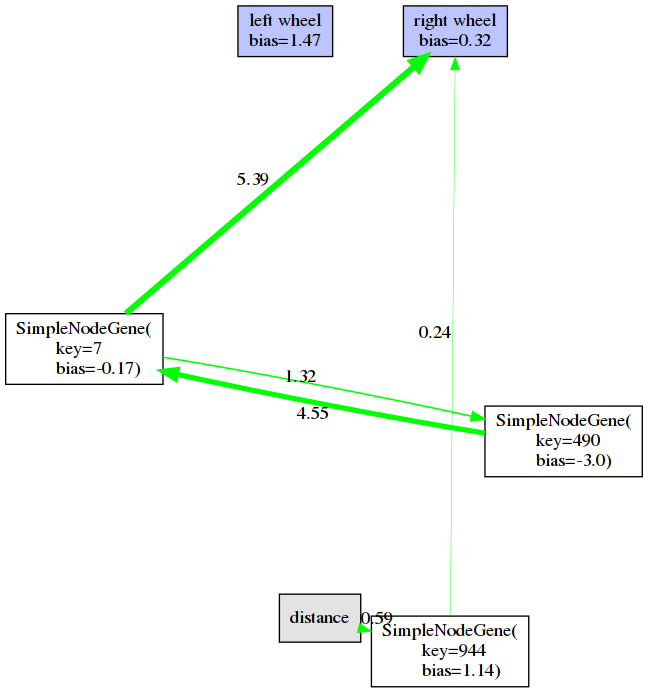 left wheel
bias=1.47
right wheel
bias=0.32
5.39
0.24
SimpleNodeGene(
key=7
bias=-0.17)
1.32
4.55
SimpleNodeGene(
key=490
bias=-3.0)
distance
0.59
SimpleNodeGene(
key=944
bias=1.14)